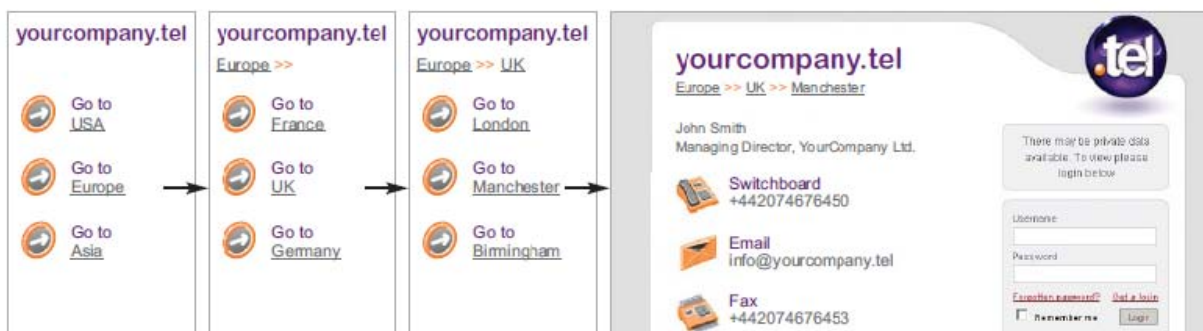 yourcompany.tel
Go to
USA
Go to
Europe
Go to
Asia
yourcompany.tel
Europe >>
Go to
France
Go to
UK
Go to
Germany
yourcompany.tel
Europe >> UK
Go to
London
Go to
Manchester
Go to
Birmingham
yourcompany.tel
Europe >> UK >> Manchester
John Smith
Managing Director, YourCompany Ltd.
Switchboard
+442074676450
Email
info@yourcompany.tel
Fax
+442074676453
.tel
There may be private data
available. To view please
login below
Username
Password
Forgotten password? Get a login
Remember me Login